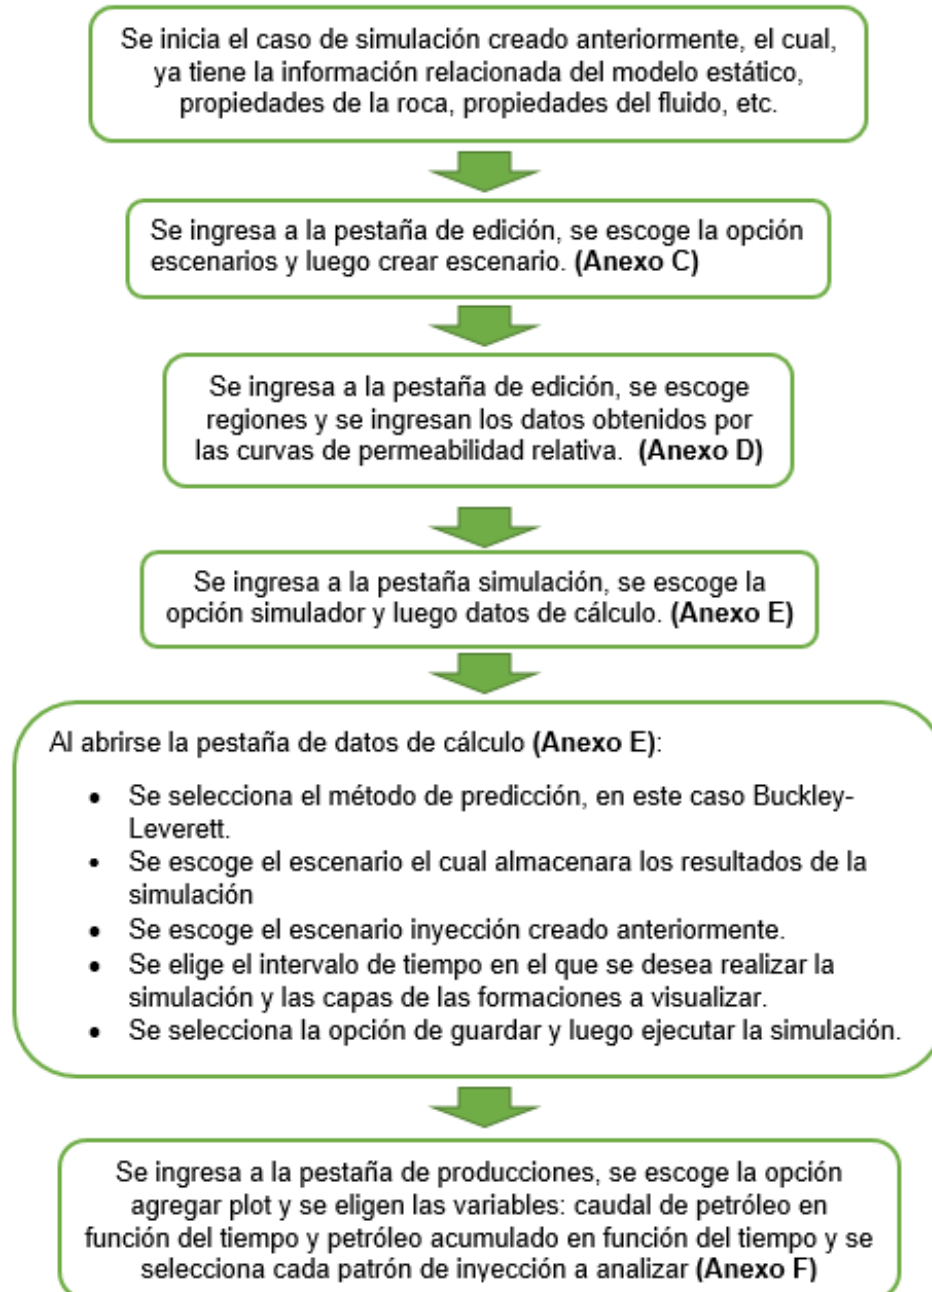 Se inicia el caso de simulación creado anteriormente, el cual,
ya tiene la información relacionada del modelo estático,
propiedades de la roca, propiedades del fluido, etc.
Se ingresa a la pestaña de edición, se escoge la opción
escenarios y luego crear escenario. (Anexo C)
Se ingresa a la pestaña de edición, se escoge
regiones y se ingresan los datos obtenidos por
las curvas de permeabilidad relativa. (Anexo D)
Se ingresa a la pestaña simulación, se escoge la
opción simulador y luego datos de cálculo. (Anexo E)
Al abrirse la pestaña de datos de cálculo (Anexo E):
• Se selecciona el método de predicción, en este caso Buckley-
Leverett.
• Se escoge el escenario el cual almacenara los resultados de la
simulación
• Se escoge el escenario inyección creado anteriormente.
• Se elige el intervalo de tiempo en el que se desea realizar la
simulación y las capas de las formaciones a visualizar.
• Se selecciona la opción de guardar y luego ejecutar la simulación.
Se ingresa a la pestaña de producciones, se escoge la opción
agregar plot y se eligen las variables: caudal de petróleo en
función del tiempo y petróleo acumulado en función del tiempo y se
selecciona cada patrón de inyección a analizar (Anexo F)